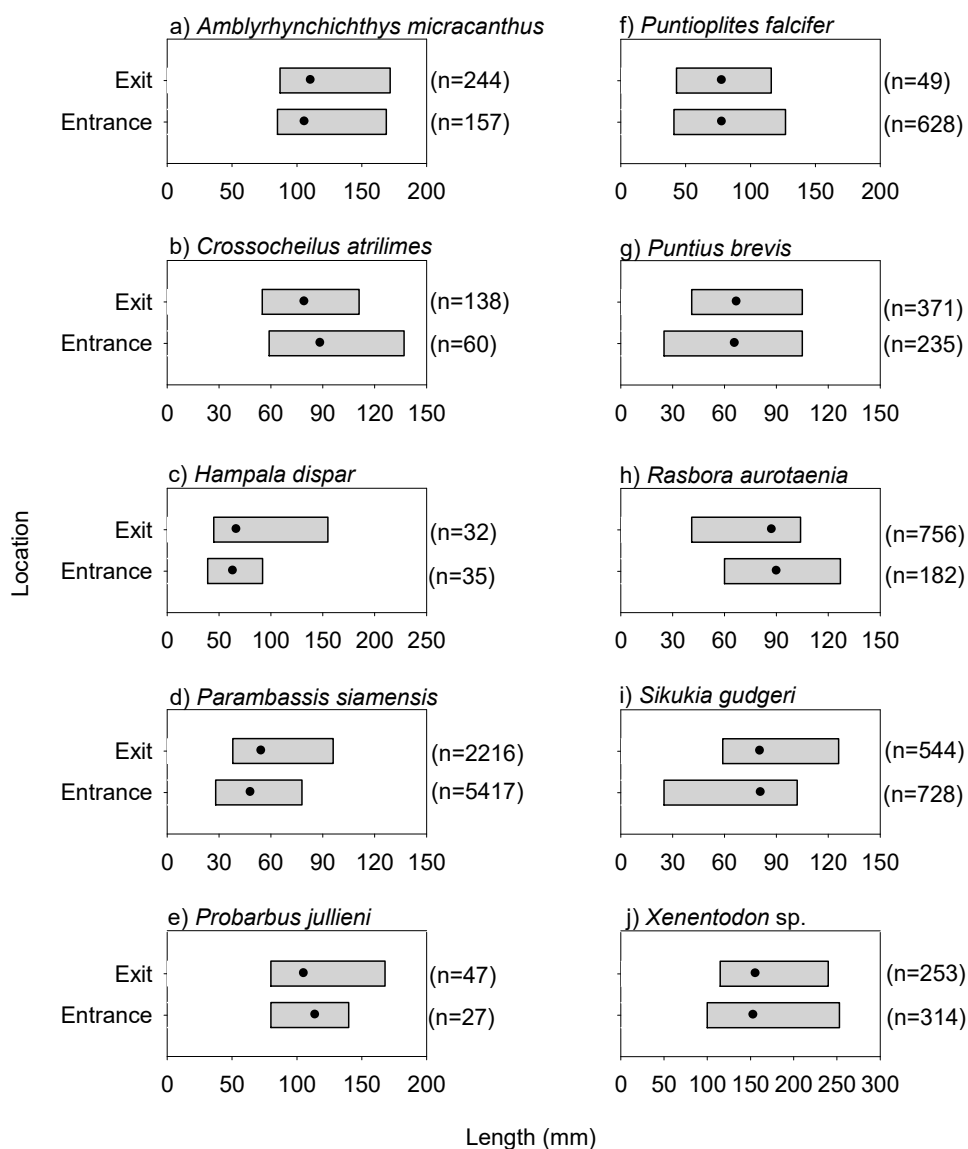 a) Amblyrhynchichthys micracanthus
Exit
(n=244)
Entrance
(n=157)
0 50 100 150 200
b) Crossocheilus atrilimes
Exit
(n=138)
Entrance
(n=60)
0 30 60 90 120 150
c) Hampala dispar
Exit
(n=32)
Entrance
(n=35)
0 50 100 150 200 250
d) Parambassis siamensis
Exit
(n=2216)
Entrance
(n=5417)
0 30 60 90 120 150
e) Probarbus jullieni
Exit
(n=47)
Entrance
(n=27)
0 50 100 150 200
f) Puntioplites falcifer
(n=49)
(n=628)
0 50 100 150 200
g) Puntius brevis
(n=371)
(n=235)
0 30 60 90 120 150
h) Rasbora aurotaenia
(n=756)
(n=182)
0 30 60 90 120 150
i) Sikukia gudgeri
(n=544)
(n=728)
0 30 60 90 120 150
j) Xenentodon sp.
(n=253)
(n=314)
0 50 100 150 200 250 300
Location
Length (mm)